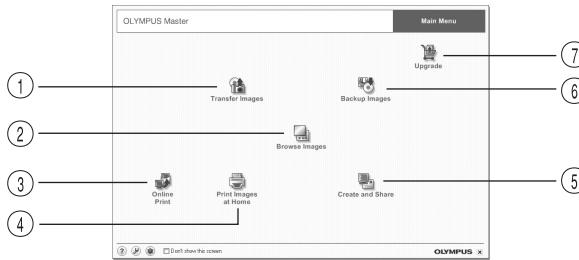 OLYMPUS Master
Main Menu
Upgrade
7
1
Transfer Images
Backup Images
6
2
Browse Images
3
Online
Print
Print Images
at Home
Create and Share
5
4
?
Don't show this screen
OLYMPUS